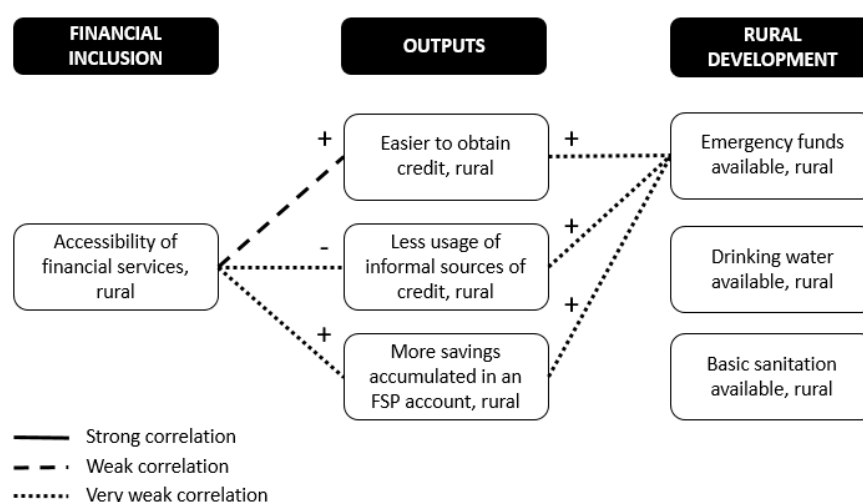 FINANCIAL
INCLUSION
OUTPUTS
RURAL
DEVELOPMENT
+
Easier to obtain
credit, rural
+
Emergency funds
available, rural
Accessibility of
financial services,
rural
-
Less usage of
informal sources of
credit, rural
+
Drinking water
available, rural
+
More savings
accumulated in an
FSP account, rural
+
Basic sanitation
available, rural
Strong correlation
Weak correlation
Very weak correlation